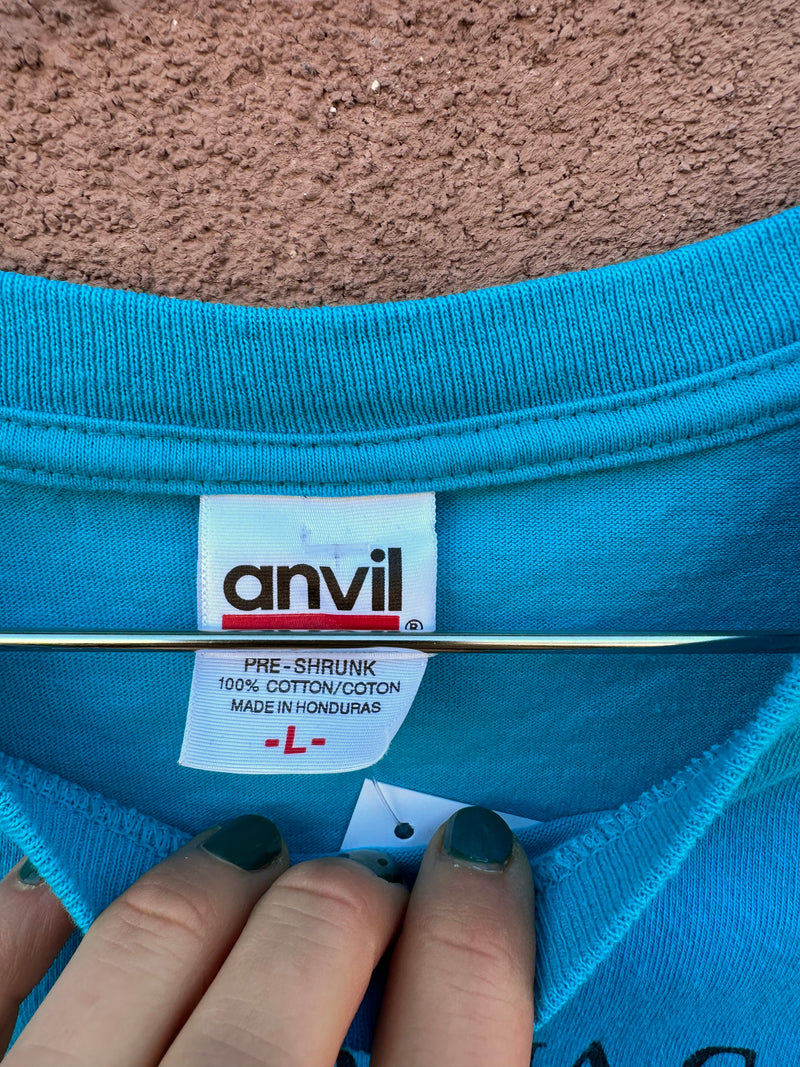 anvil®
PRE-SHRUNK
100% COTTON/COTON
MADE IN HONDURAS
-L-